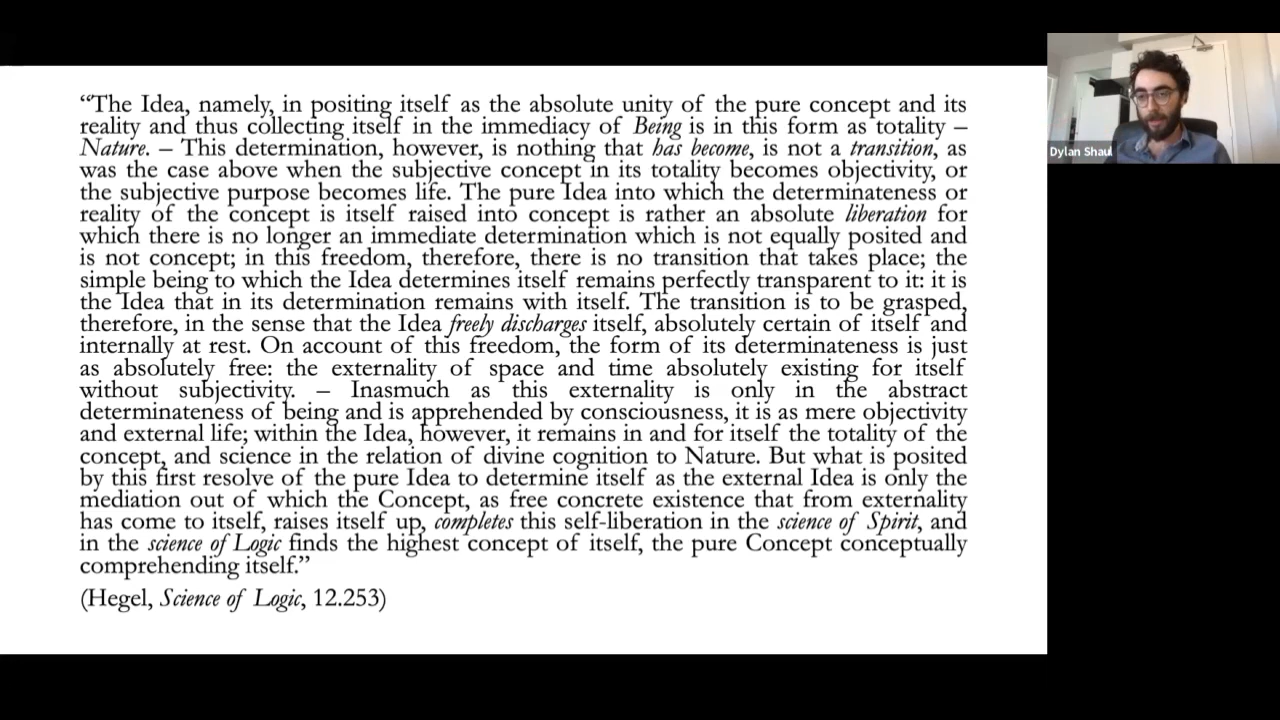 “The Idea, namely, in positing itself as the absolute unity of the pure concept and its
reality and thus collecting itself in the immediacy of Being is in this form as totality –
Nature. – This determination, however, is nothing that has become, is not a transition, as
was the case above when the subjective concept in its totality becomes objectivity, or
the subjective purpose becomes life. The pure Idea into which the determinateness or
reality of the concept is itself raised into concept is rather an absolute liberation for
which there is no longer an immediate determination which is not equally posited and
is not concept; in this freedom, therefore, there is no transition that takes place; the
simple being to which the Idea determines itself remains perfectly transparent to it: it is
the Idea that in its determination remains with itself. The transition is to be grasped,
therefore, in the sense that the Idea freely discharges itself, absolutely certain of itself and
internally at rest. On account of this freedom, the form of its determinateness is just
as absolutely free: the externality of space and time absolutely existing for itself
without subjectivity. – Inasmuch as this externality is only in the abstract
determinateness of being and is apprehended by consciousness, it is as mere objectivity
and external life; within the Idea, however, it remains in and for itself the totality of the
concept, and science in the relation of divine cognition to Nature. But what is posited
by this first resolve of the pure Idea to determine itself as the external Idea is only the
mediation out of which the Concept, as free concrete existence that from externality
has come to itself, raises itself up, completes this self-liberation in the science of Spirit, and
in the science of Logic finds the highest concept of itself, the pure Concept conceptually
comprehending itself.”
(Hegel, Science of Logic, 12.253)
Dylan Shaul